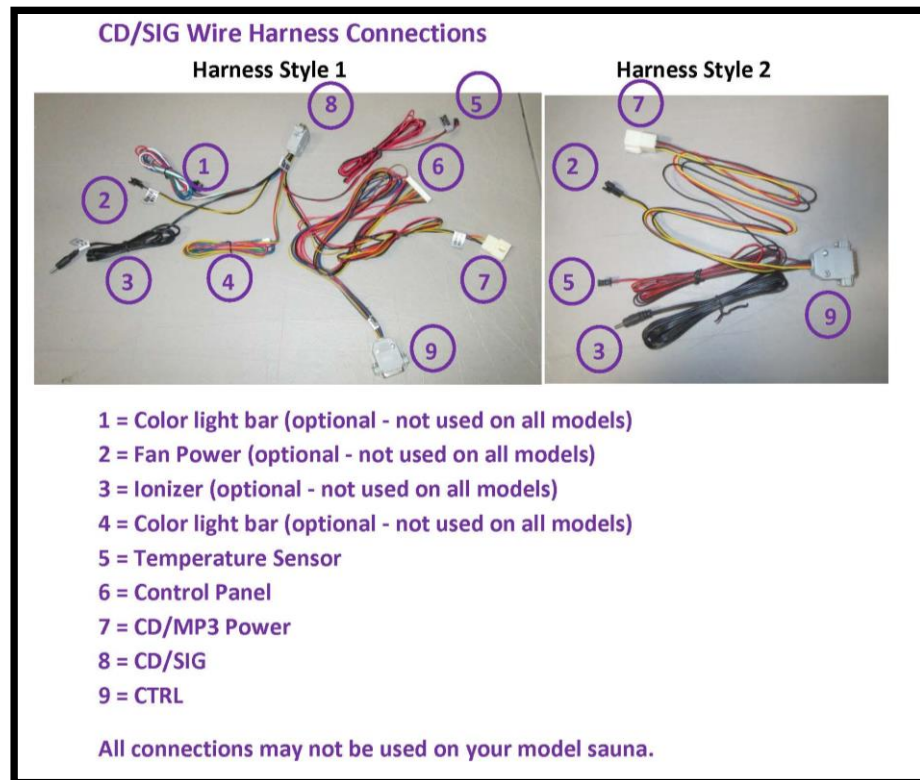 CD/SIG Wire Harness Connections
Harness Style 1
Harness Style 2
8
5
1
6
2
3
4
7
9
7
2
5
3
9
1 = Color light bar (optional - not used on all models)
2 = Fan Power (optional - not used on all models)
3 = Ionizer (optional - not used on all models)
4 = Color light bar (optional - not used on all models)
5 = Temperature Sensor
6 = Control Panel
7 = CD/MP3 Power
8 = CD/SIG
9 = CTRL
All connections may not be used on your model sauna.